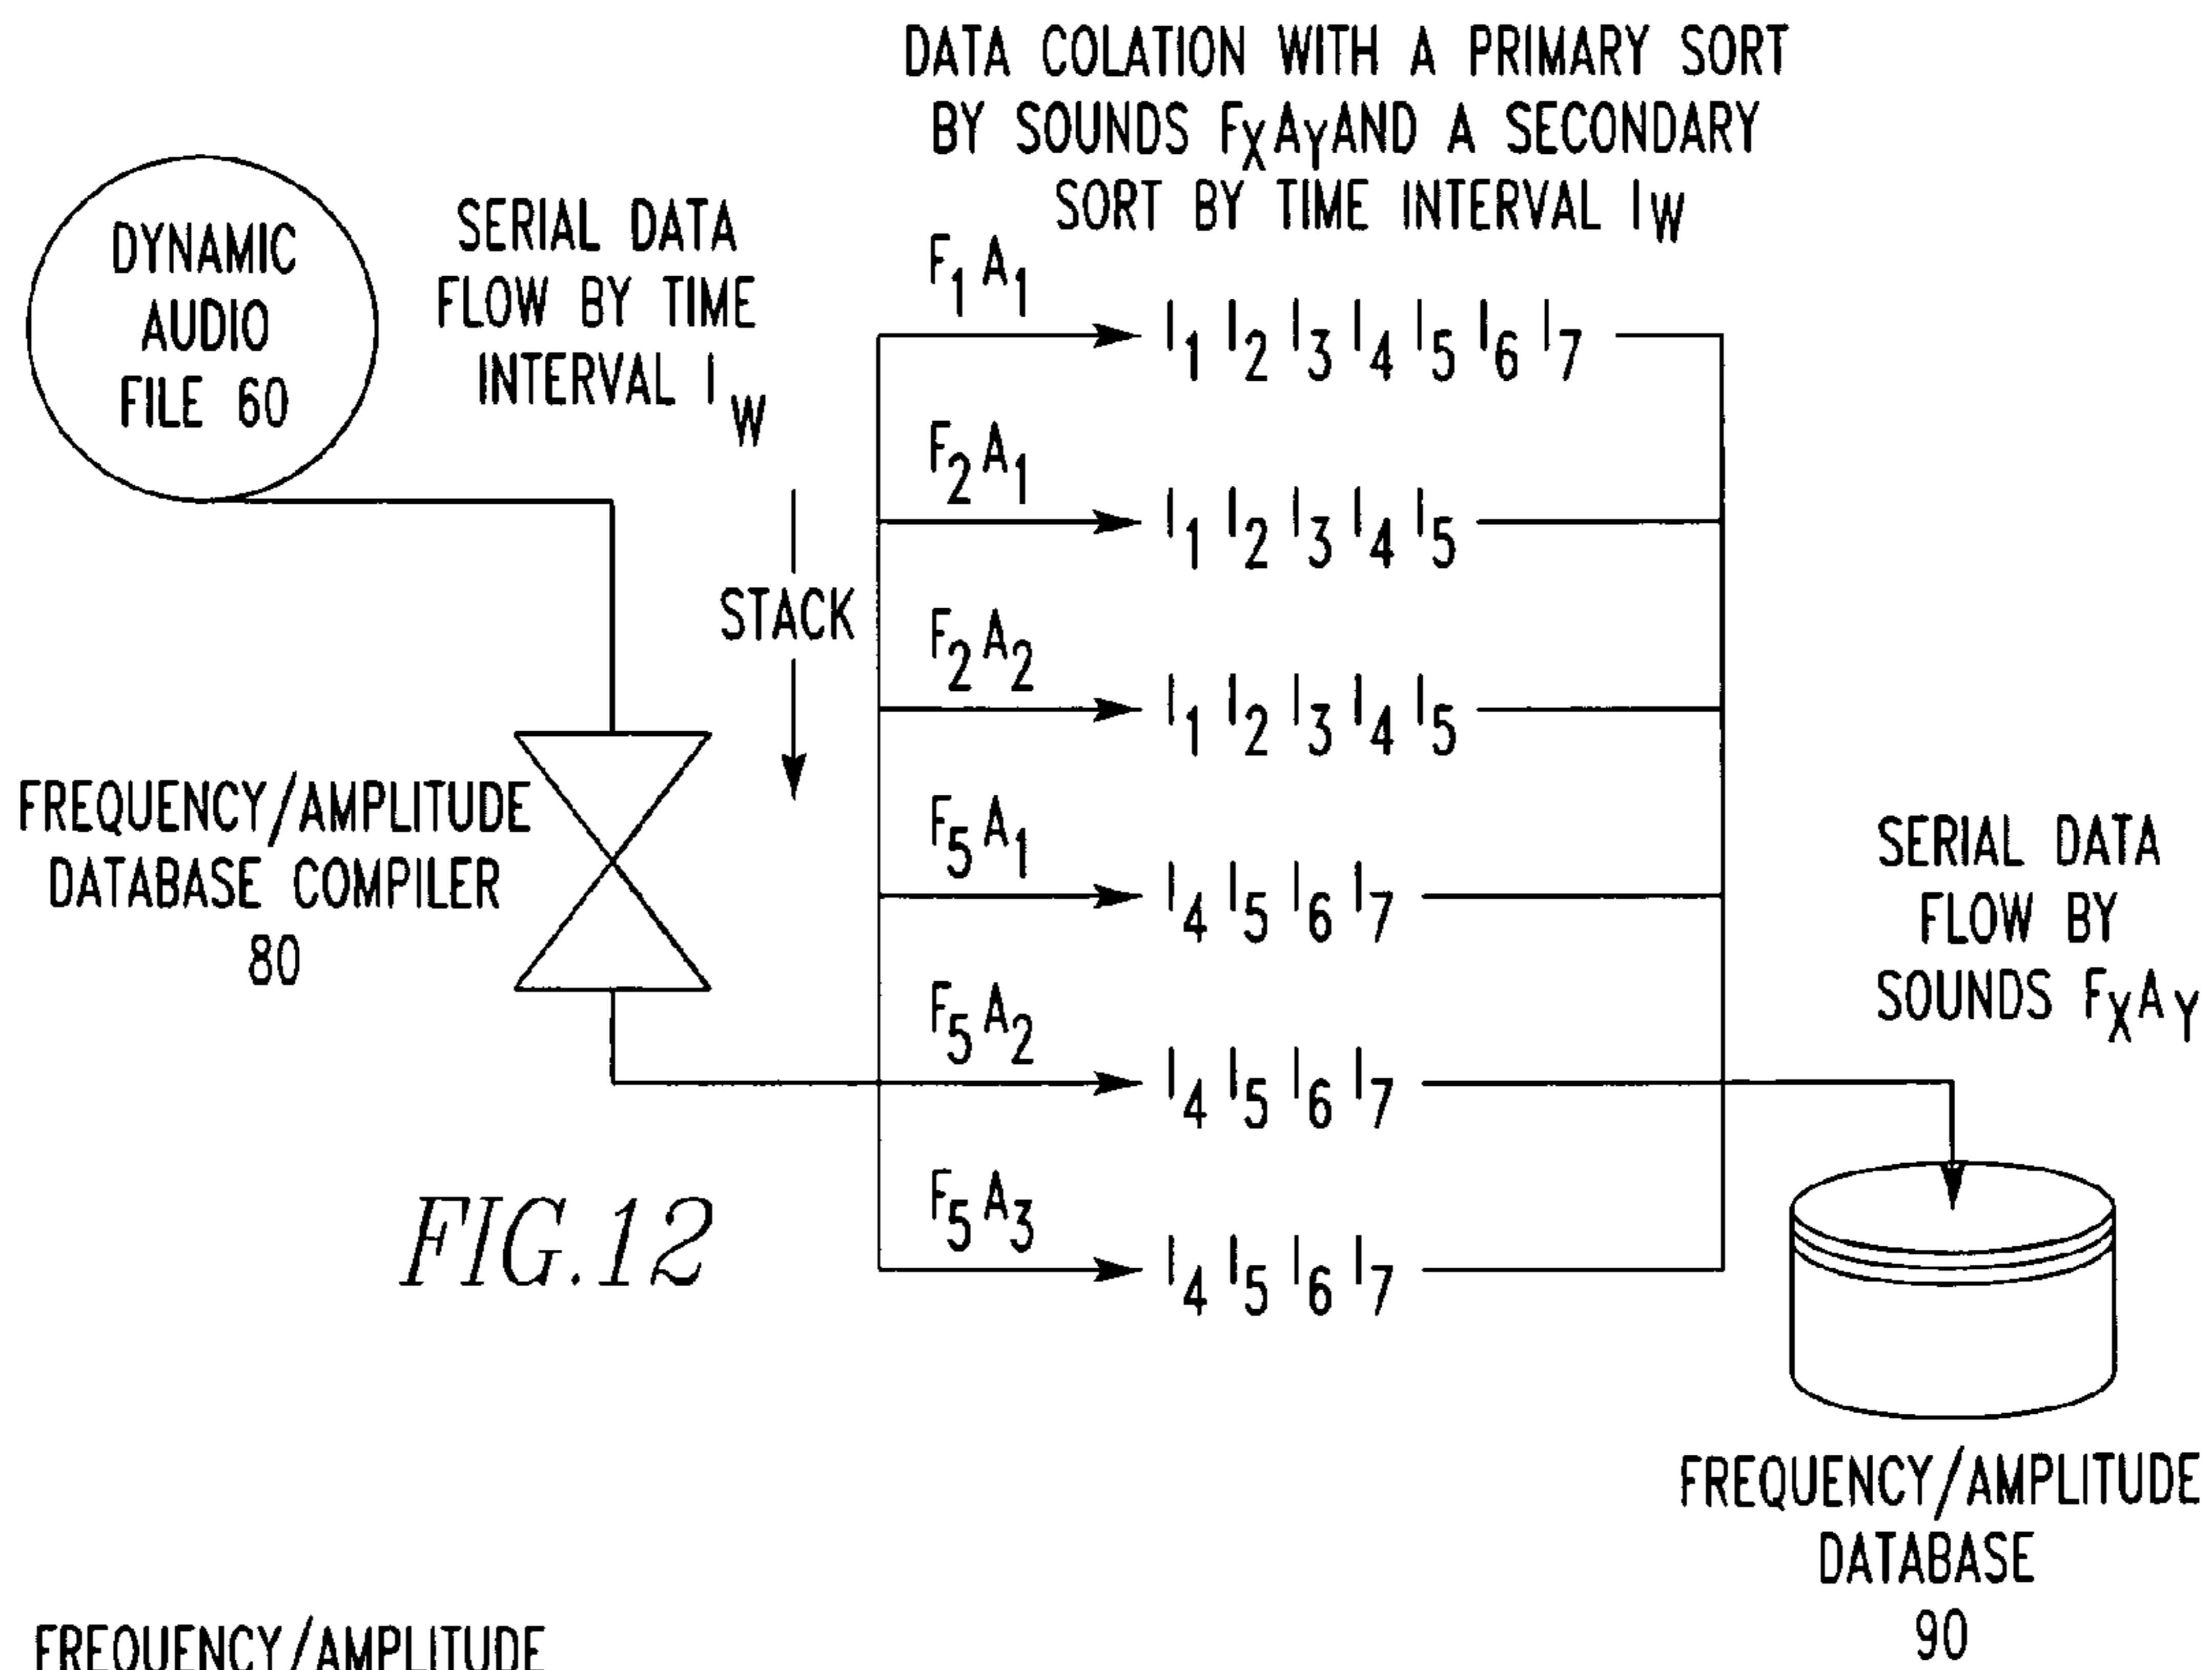 DATA COLATION WITH A PRIMARY SORT
BY SOUNDS FXAY AND A SECONDARY
SORT BY TIME INTERVAL IW
DYNAMIC
AUDIO
FILE 60
SERIAL DATA
FLOW BY TIME
INTERVAL IW
STACK
F1A1
I1 I2 I3 I4 I5 I6 I7
F2A1
I1 I2 I3 I4 I5
F2A2
I1 I2 I3 I4 I5
F5A1
I4 I5 I6 I7
F5A2
I4 I5 I6 I7
F5A3
I4 I5 I6 I7
FREQUENCY/AMPLITUDE
DATABASE COMPILER
80
SERIAL DATA
FLOW BY
SOUNDS FXAY
FIG.12
FREQUENCY/AMPLITUDE
DATABASE
90
FREQUENCY/AMPLITUDE